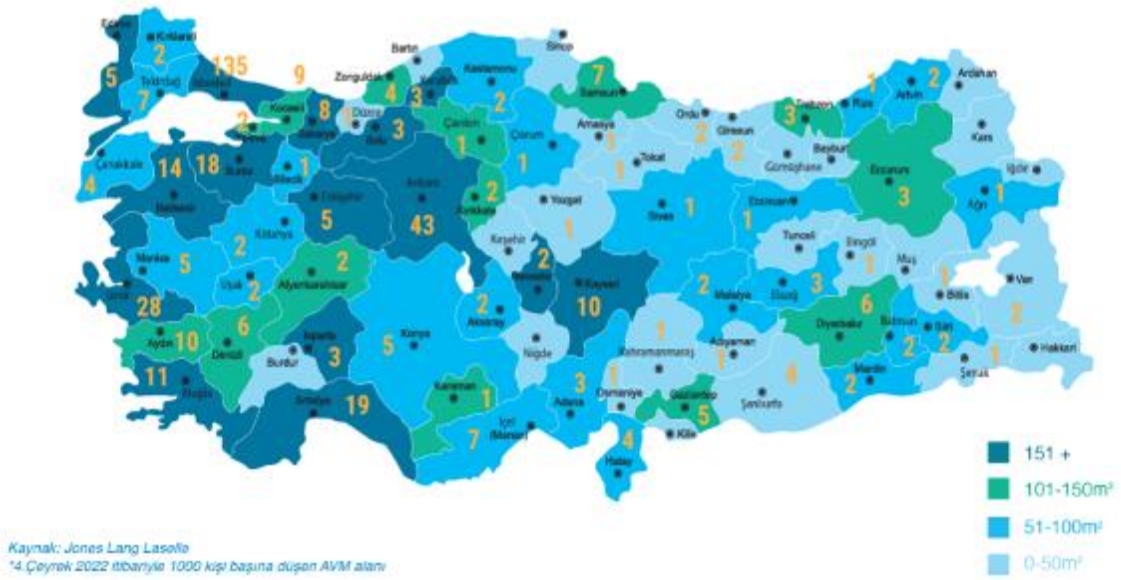 Edirne
Kırklareli
2
5
Tekirdağ
7
İstanbul
135
9
Kocaeli
2
Yalova
8
Sakarya
Düzce
1
Bolu
3
Zonguldak
4
Bartın
Karabük
3
Kastamonu
2
Sinop
7
Samsun
Çankırı
1
Çorum
1
Amasya
1
Tokat
1
Ordu
2
Giresun
2
Gümüşhane
Trabzon
3
Bayburt
1
Rize
2
Artvin
Ardahan
Kars
Iğdır
Erzurum
3
Ağrı
1
Çanakkale
4
14
Balıkesir
18
Bursa
Bilecik
1
Eskişehir
5
Ankara
43
Kırıkkale
2
Yozgat
1
Kırşehir
Sivas
1
Erzincan
1
Tunceli
Bingöl
1
Muş
1
Bitlis
Van
2
Kütahya
2
Manisa
5
Uşak
2
Afyonkarahisar
2
İzmir
28
Aydın
10
Denizli
6
Burdur
Isparta
3
11
Muğla
Antalya
19
Konya
5
Aksaray
2
Nevşehir
2
Kayseri
10
Niğde
Karaman
1
İçel
(Mersin)
7
Adana
3
Osmaniye
1
Kahramanmaraş
1
Malatya
2
Elazığ
3
Adıyaman
1
Diyarbakır
6
Batman
2
Siirt
2
Mardin
2
Şırnak
1
Hakkari
Şanlıurfa
4
Gaziantep
5
Kilis
Hatay
4
151 +
101-150m²
51-100m²
0-50m²
Kaynak: Jones Lang Laselle
*4.Çeyrek 2022 itibariyle 1000 kişi başına düşen AVM alanı